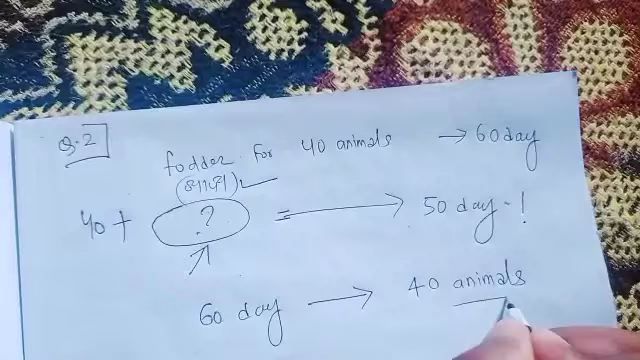 Q.2
fodder for 40 animals → 60 day
(चारा)
40 + ? = → 50 day - !
60 day → 40 animals